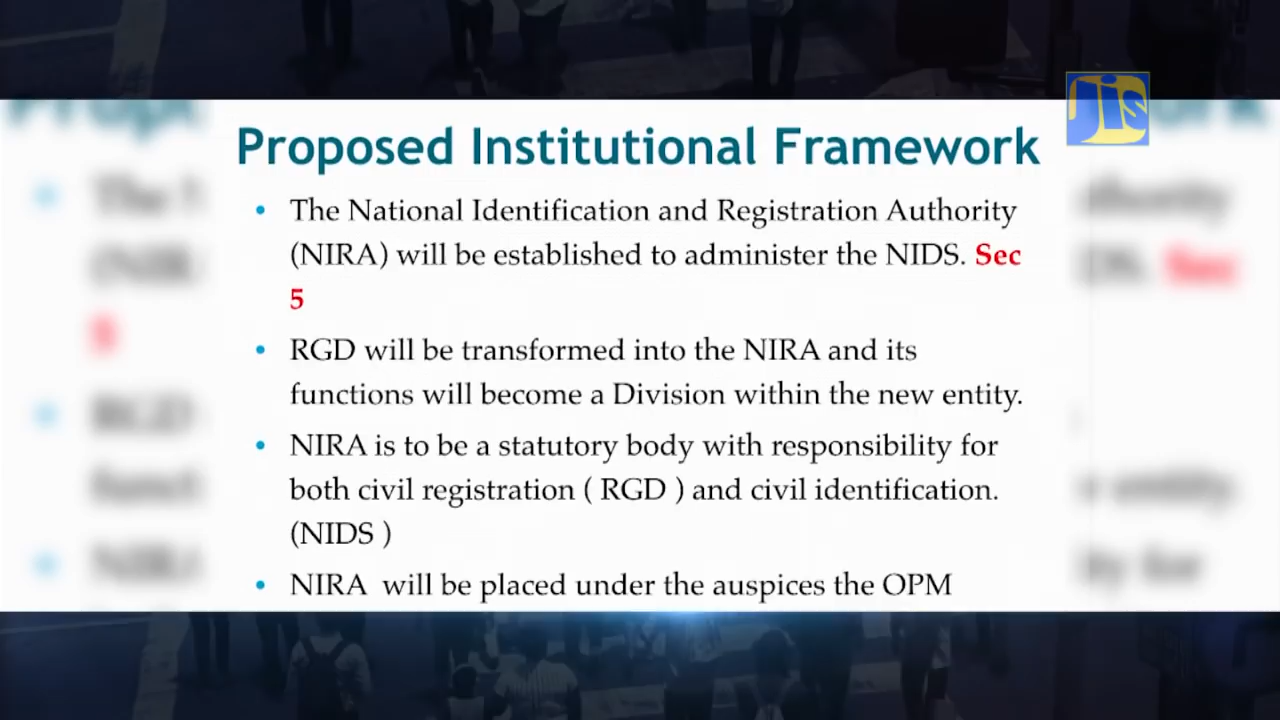 JIS
Proposed Institutional Framework
• The National Identification and Registration Authority
(NIRA) will be established to administer the NIDS. Sec
5
• RGD will be transformed into the NIRA and its
functions will become a Division within the new entity.
• NIRA is to be a statutory body with responsibility for
both civil registration ( RGD ) and civil identification.
(NIDS )
• NIRA  will be placed under the auspices the OPM